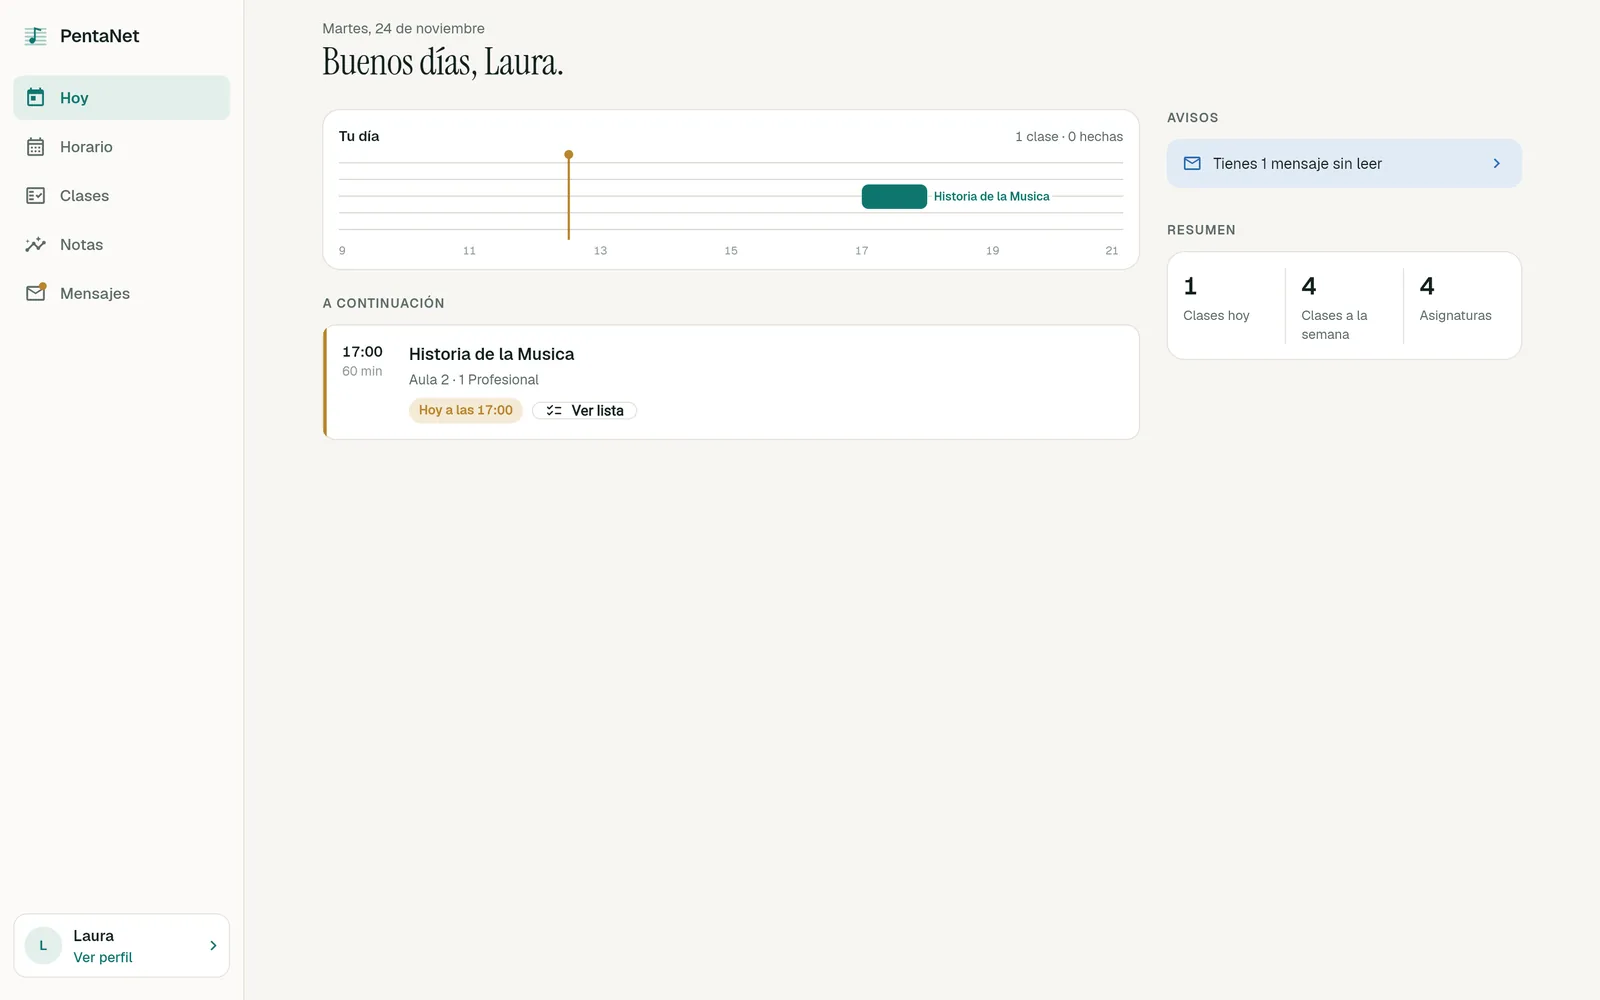 PentaNet
Hoy
Horario
Clases
Notas
Mensajes
L
Laura
Ver perfil
Martes, 24 de noviembre
Buenos días, Laura.
Tu día
1 clase · 0 hechas
Historia de la Musica
9 11 13 15 17 19 21
A CONTINUACIÓN
17:00
60 min
Historia de la Musica
Aula 2 · 1 Profesional
Hoy a las 17:00
Ver lista
AVISOS
Tienes 1 mensaje sin leer
RESUMEN
1
Clases hoy
4
Clases a la
semana
4
Asignaturas